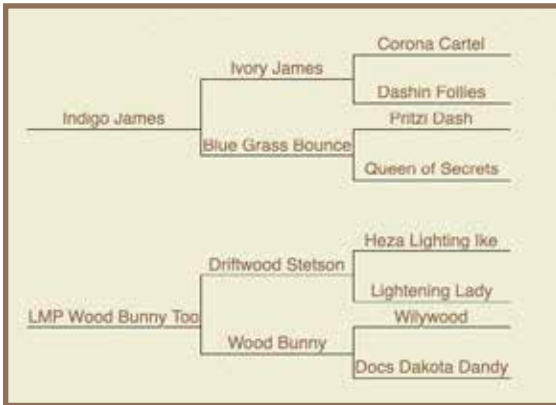 Corona Cartel
Ivory James
Dashin Follies
Indigo James
Pritzi Dash
Blue Grass Bounce
Queen of Secrets
Heza Lighting Ike
Driftwood Stetson
Lightening Lady
LMP Wood Bunny Too
Wilywood
Wood Bunny
Docs Dakota Dandy